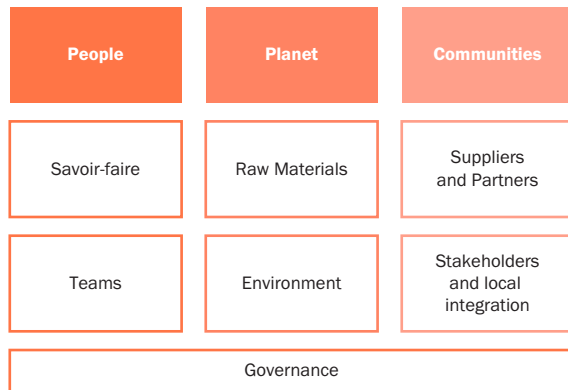 People
Planet
Communities
Savoir-faire
Raw Materials
Suppliers
and Partners
Teams
Environment
Stakeholders
and local
integration
Governance